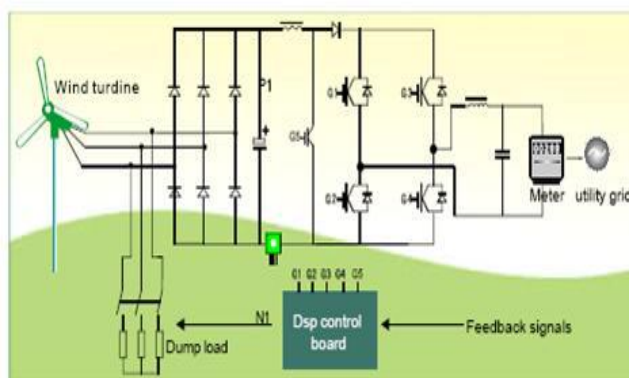 Wind turdine
P1
G1
G3
G5
G2
G4
Meter
utility grid
G1 G2 G3 G4 G5
N1
Dsp control
board
Feedback signals
Dump load